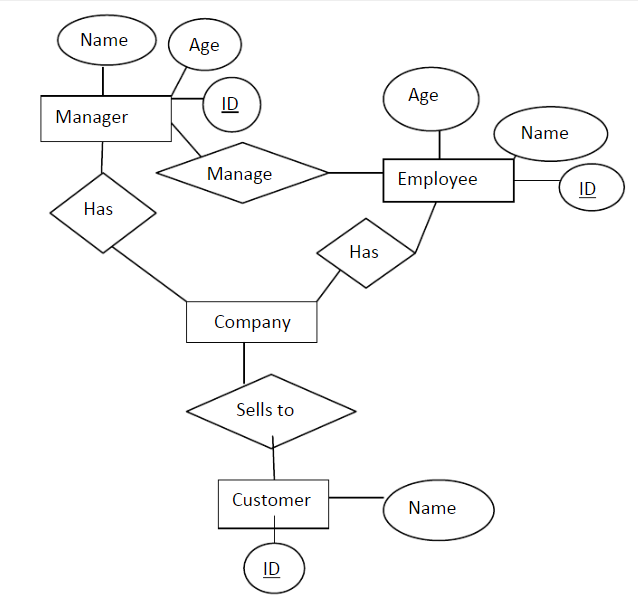 Name
Age
ID
Manager
Age
Name
Manage
Employee
ID
Has
Has
Company
Sells to
Customer
Name
ID